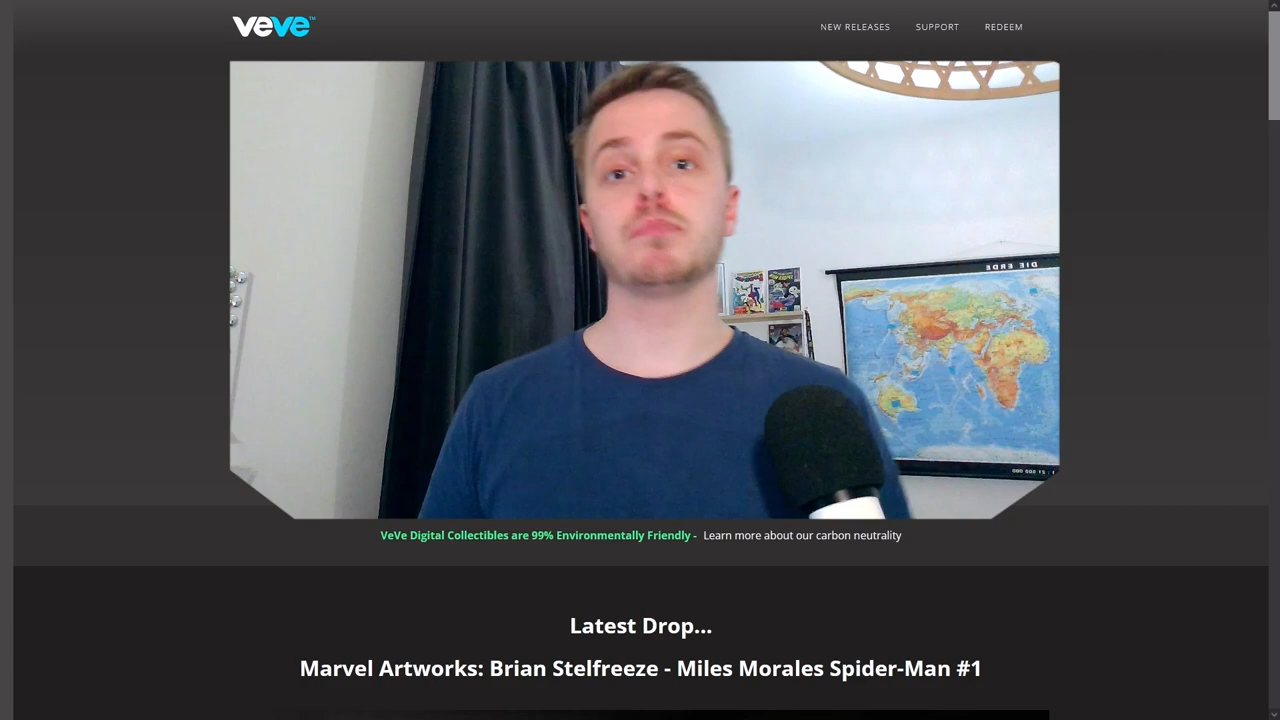 veve™
NEW RELEASES
SUPPORT
REDEEM
DIE ERDE
VeVe Digital Collectibles are 99% Environmentally Friendly - Learn more about our carbon neutrality
Latest Drop...
Marvel Artworks: Brian Stelfreeze - Miles Morales Spider-Man #1